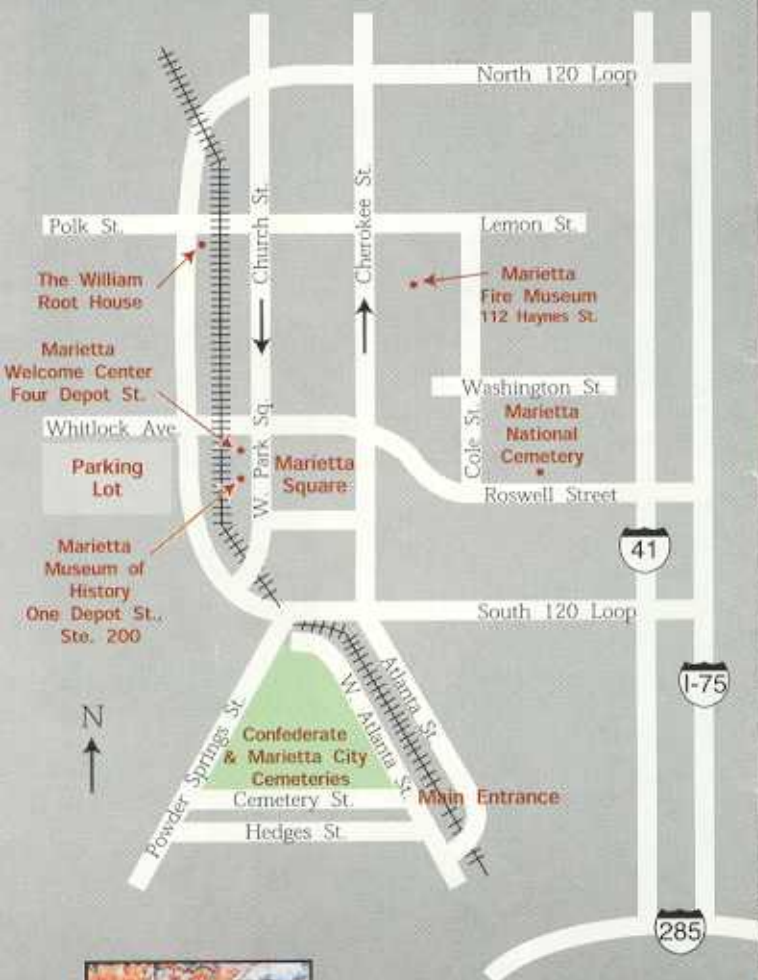 North 120 Loop
Church St.
Cherokee St.
Polk St.
Lemon St.
The William
Root House
Marietta
Fire Museum
112 Haynes St.
Marietta
Welcome Center
Four Depot St.
Washington St.
Whitlock Ave.
W. Park Sq.
Cole St.
Marietta
National
Cemetery
Parking
Lot
Marietta
Square
Roswell Street
Marietta
Museum of
History
One Depot St.,
Ste. 200
41
South 120 Loop
I-75
Atlanta St.
W. Atlanta St.
N
Powder Springs St.
Confederate
& Marietta City
Cemeteries
Main Entrance
Cemetery St.
Hedges St.
285